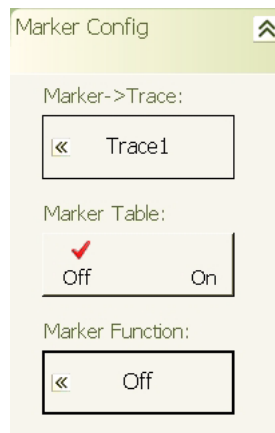 Marker Config
Marker->Trace:
Trace1
Marker Table:
Off On
Marker Function:
Off